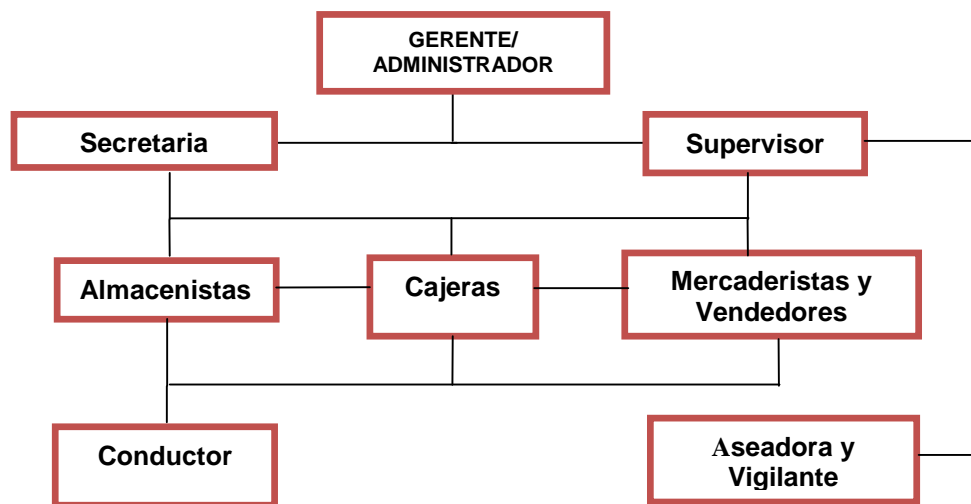 GERENTE/
ADMINISTRADOR
Secretaria
Supervisor
Almacenistas
Cajeras
Mercaderistas y
Vendedores
Conductor
Aseadora y
Vigilante